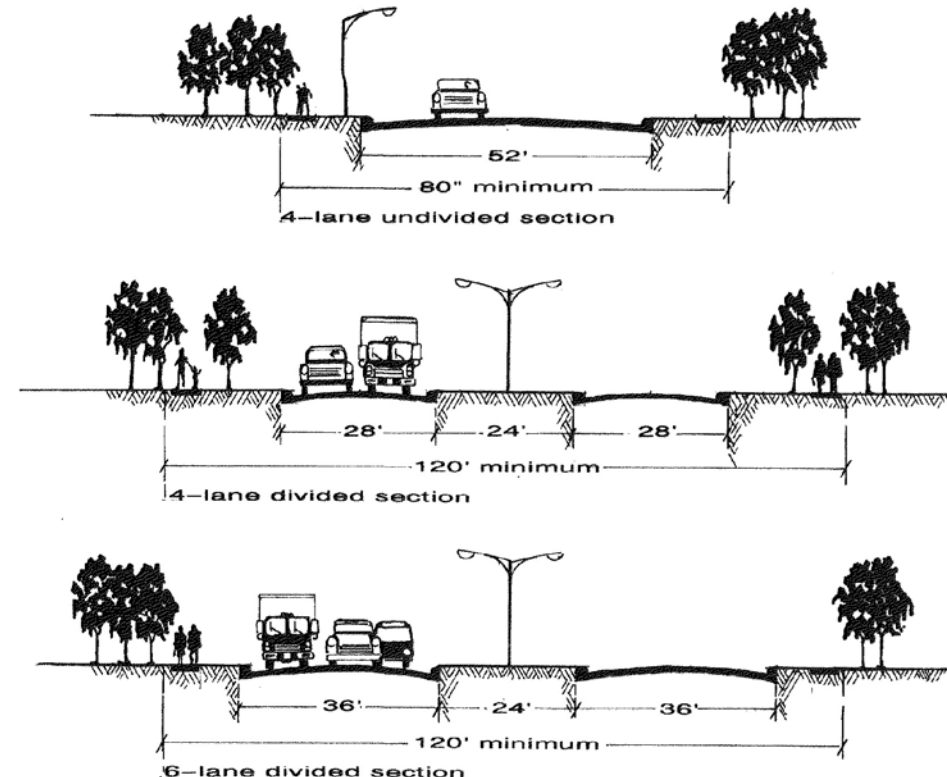 52'
80" minimum
4-lane undivided section
28' 24' 28'
120' minimum
4-lane divided section
36' 24' 36'
120' minimum
6-lane divided section